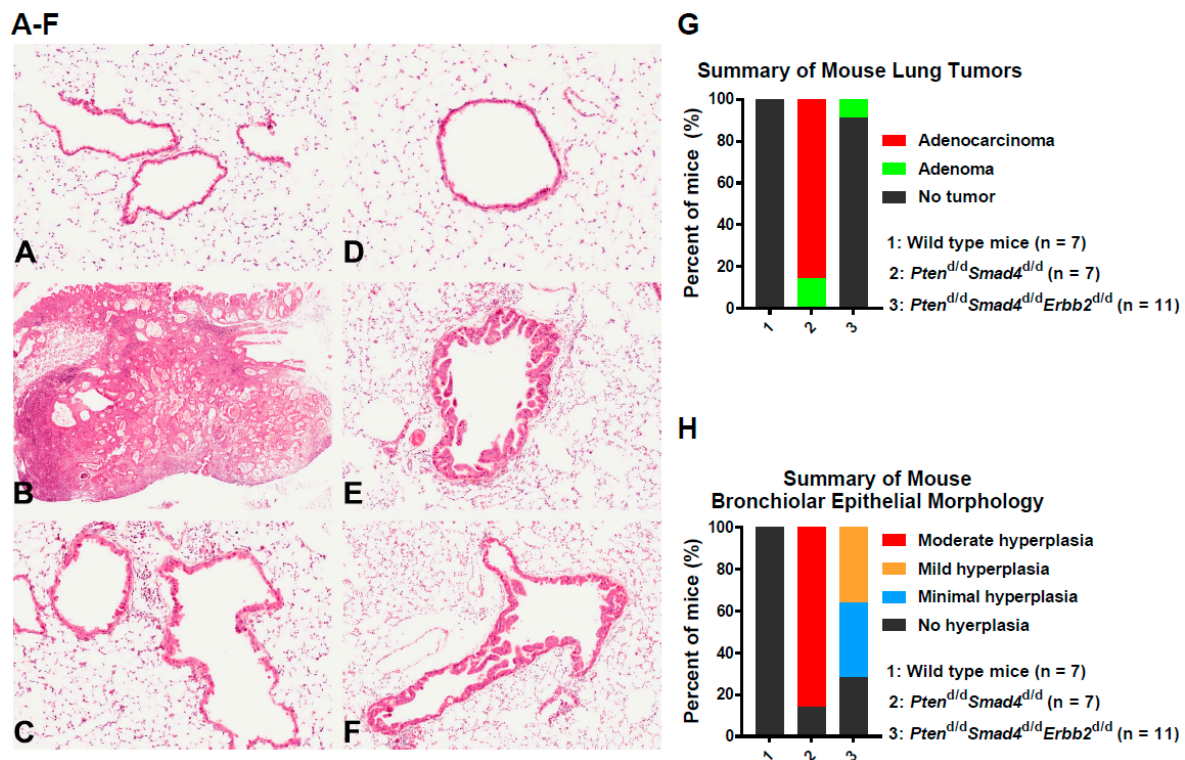 A-F
A
D
B
E
C
F
G
Summary of Mouse Lung Tumors
Percent of mice (%)
100
80
60
40
20
0
1
2
3
Adenocarcinoma
Adenoma
No tumor
1: Wild type mice (n = 7)
2: Pten^d/d Smad4^d/d (n = 7)
3: Pten^d/d Smad4^d/d Erbb2^d/d (n = 11)
H
Summary of Mouse
Bronchiolar Epithelial Morphology
Percent of mice (%)
100
80
60
40
20
0
1
2
3
Moderate hyperplasia
Mild hyperplasia
Minimal hyperplasia
No hyerplasia
1: Wild type mice (n = 7)
2: Pten^d/d Smad4^d/d (n = 7)
3: Pten^d/d Smad4^d/d Erbb2^d/d (n = 11)